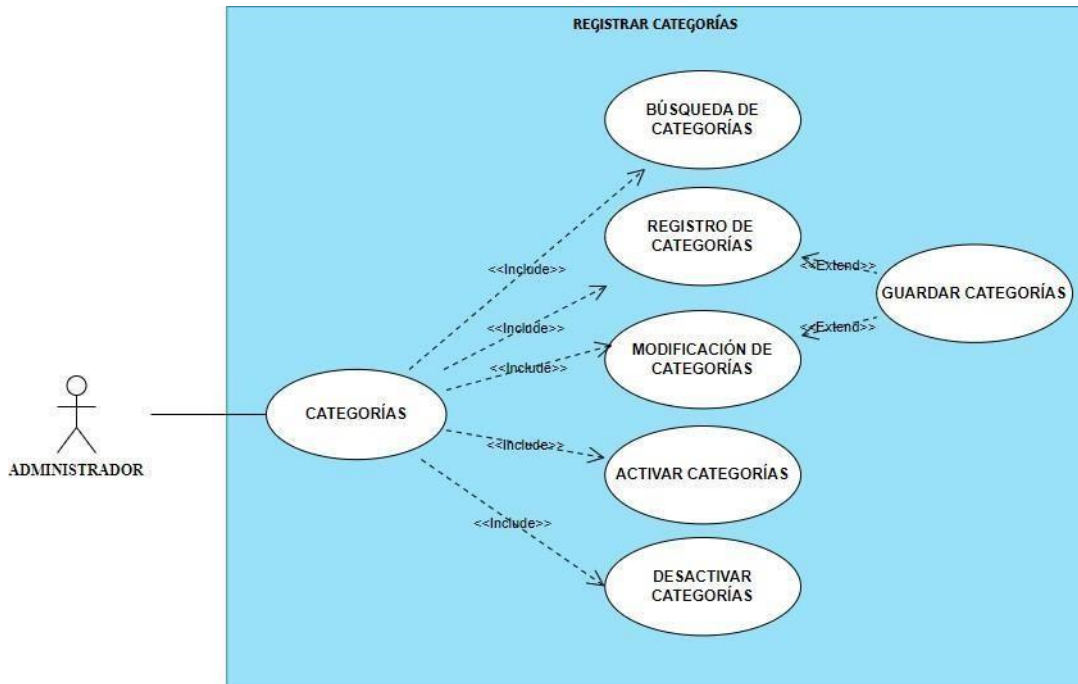 REGISTRAR CATEGORÍAS
BÚSQUEDA DE
CATEGORÍAS
REGISTRO DE
CATEGORÍAS
<<Include>>
<<Extend>>
GUARDAR CATEGORÍAS
<<Include>>
<<Extend>>
MODIFICACIÓN DE
CATEGORÍAS
<<Include>>
CATEGORÍAS
ADMINISTRADOR
<<Include>>
ACTIVAR CATEGORÍAS
<<Include>>
DESACTIVAR
CATEGORÍAS